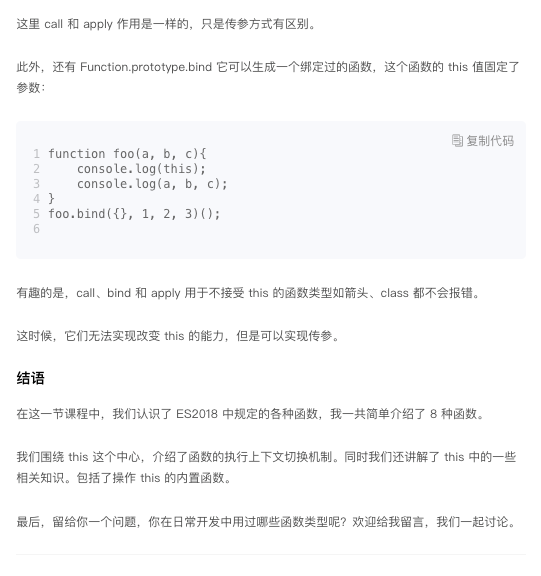 这里 call 和 apply 作用是一样的，只是传参方式有区别。
此外，还有 Function.prototype.bind 它可以生成一个绑定过的函数，这个函数的 this 值固定了
参数：
复制代码
1 function foo(a, b, c){
2     console.log(this);
3     console.log(a, b, c);
4 }
5 foo.bind({}, 1, 2, 3)();
6
有趣的是，call、bind 和 apply 用于不接受 this 的函数类型如箭头、class 都不会报错。
这时候，它们无法实现改变 this 的能力，但是可以实现传参。
结语
在这一节课程中，我们认识了 ES2018 中规定的各种函数，我一共简单介绍了 8 种函数。
我们围绕 this 这个中心，介绍了函数的执行上下文切换机制。同时我们还讲解了 this 中的一些
相关知识。包括了操作 this 的内置函数。
最后，留给你一个问题，你在日常开发中用过哪些函数类型呢？欢迎给我留言，我们一起讨论。